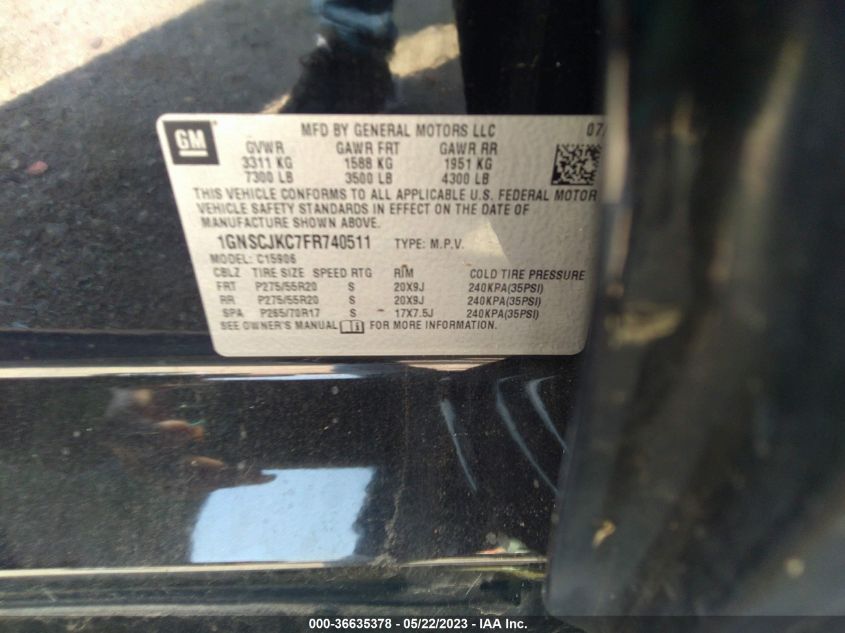 GM
MFD BY GENERAL MOTORS LLC 07/
GVWR GAWR FRT GAWR RR
3311 KG 1588 KG 1951 KG
7300 LB 3500 LB 4300 LB
THIS VEHICLE CONFORMS TO ALL APPLICABLE U.S. FEDERAL MOTOR
VEHICLE SAFETY STANDARDS IN EFFECT ON THE DATE OF
MANUFACTURE SHOWN ABOVE.
1GNSCJKC7FR740511 TYPE: M.P.V.
MODEL: C15906
CBLZ TIRE SIZE SPEED RTG RIM COLD TIRE PRESSURE
FRT P275/55R20 S 20X9J 240KPA(35PSI)
RR P275/55R20 S 20X9J 240KPA(35PSI)
SPA P265/70R17 S 17X7.5J 240KPA(35PSI)
SEE OWNER'S MANUAL FOR MORE INFORMATION.
000-36635378 - 05/22/2023 - IAA Inc.